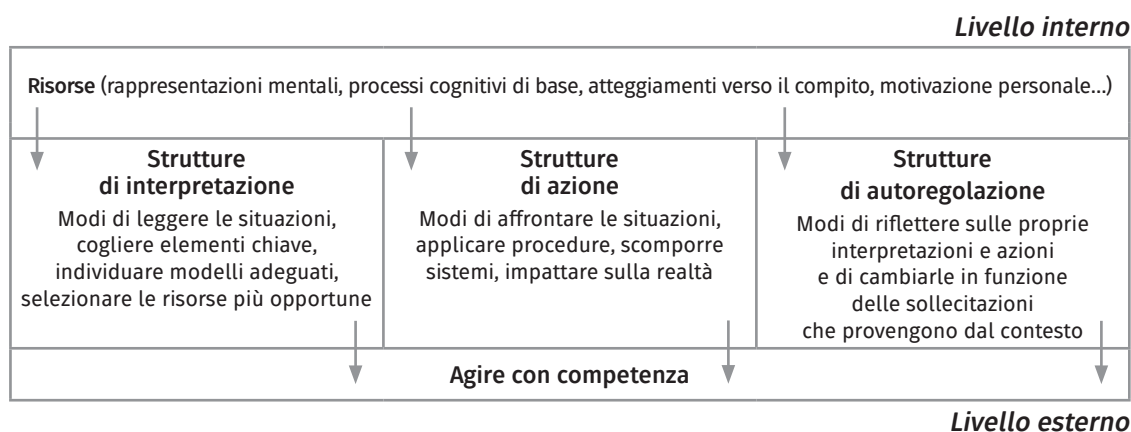 Livello interno
Risorse (rappresentazioni mentali, processi cognitivi di base, atteggiamenti verso il compito, motivazione personale...)
Strutture
di interpretazione
Modi di leggere le situazioni,
cogliere elementi chiave,
individuare modelli adeguati,
selezionare le risorse più opportune
Strutture
di azione
Modi di affrontare le situazioni,
applicare procedure, scomporre
sistemi, impattare sulla realtà
Strutture
di autoregolazione
Modi di riflettere sulle proprie
interpretazioni e azioni
e di cambiarle in funzione
delle sollecitazioni
che provengono dal contesto
Agire con competenza
Livello esterno